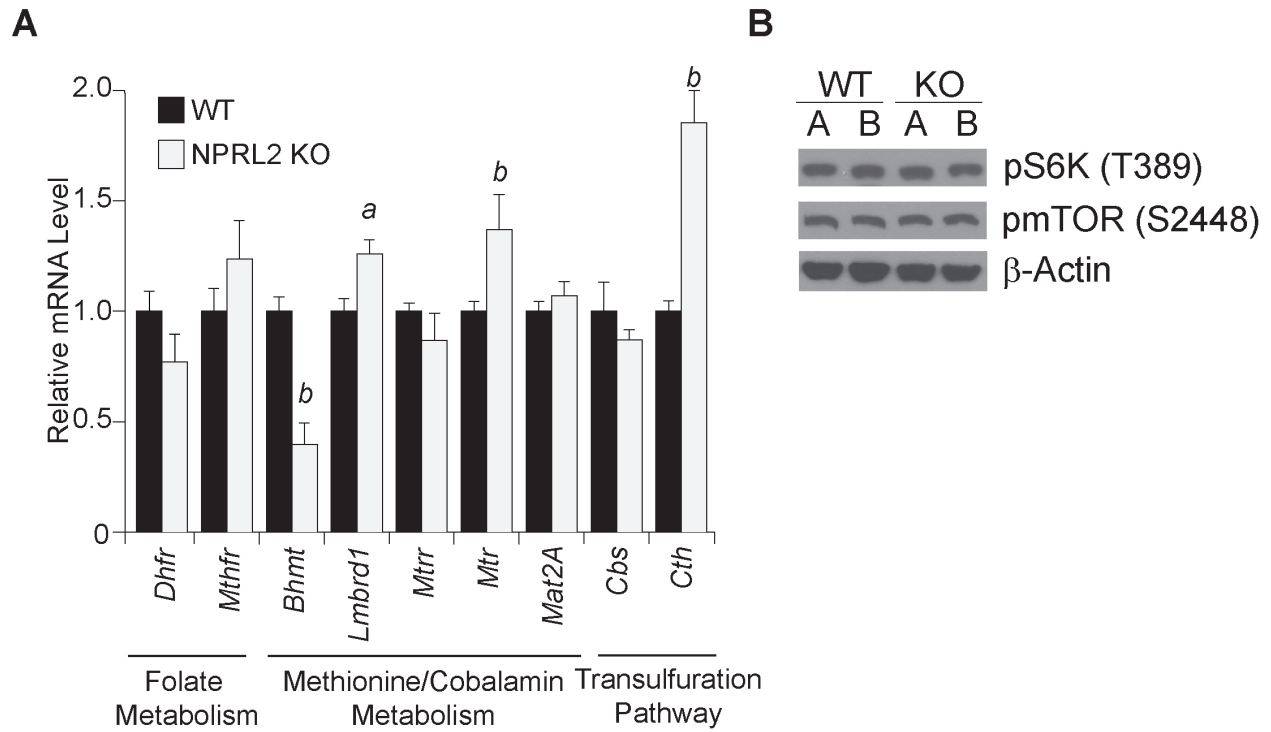 A
Relative mRNA Level
2.0
1.5
1.0
0.5
0
WT
NPRL2 KO
b
a
b
b
Dhfr
Mthfr
Bhmt
Lmbrd1
Mtrr
Mtr
Mat2A
Cbs
Cth
Folate
Metabolism
Methionine/Cobalamin
Metabolism
Transulfuration
Pathway
B
WT KO
A B A B
pS6K (T389)
pmTOR (S2448)
β-Actin